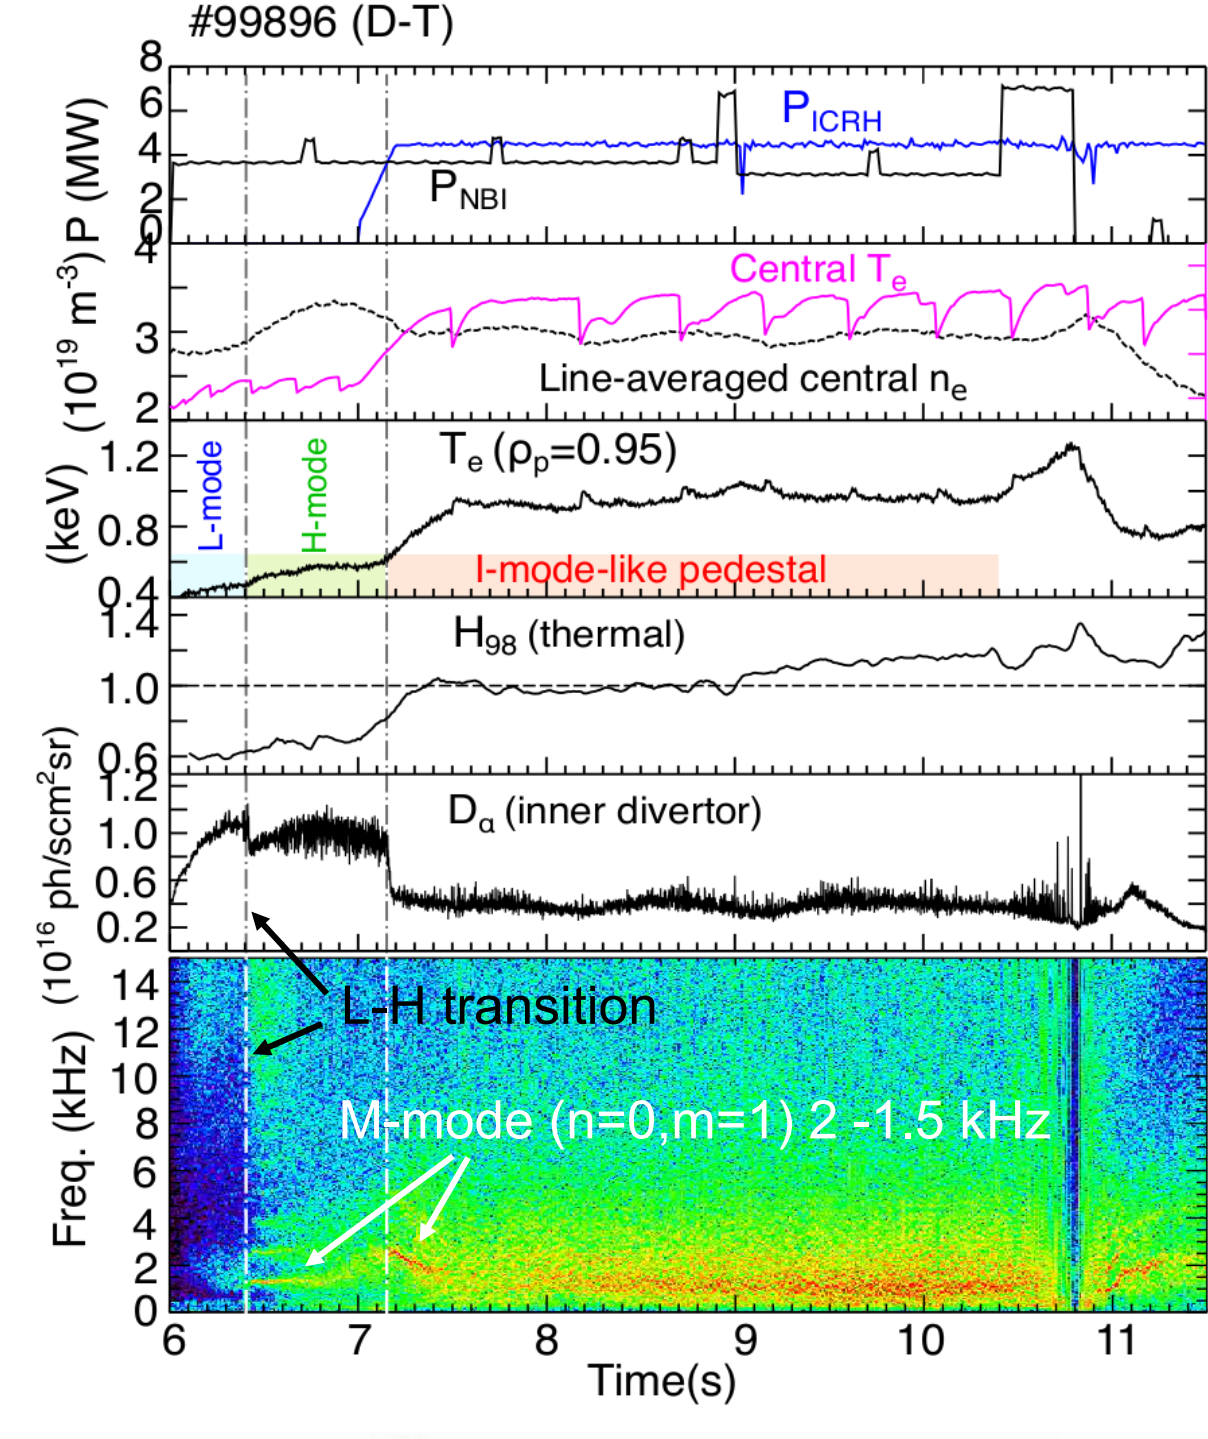 #99896 (D-T)
8
6
4
2
0
P (MW)
P_ICRH
P_NBI
4
3
2
(10^19 m^-3)
Central T_e
Line-averaged central n_e
1.2
0.8
0.4
(keV)
T_e (ρ_p=0.95)
L-mode
H-mode
I-mode-like pedestal
1.4
1.0
0.6
H_98 (thermal)
1.2
1.0
0.6
0.2
(10^16 ph/scm^2sr)
D_α (inner divertor)
14
12
10
8
6
4
2
0
Freq. (kHz)
L-H transition
M-mode (n=0,m=1) 2 -1.5 kHz
6 7 8 9 10 11
Time(s)